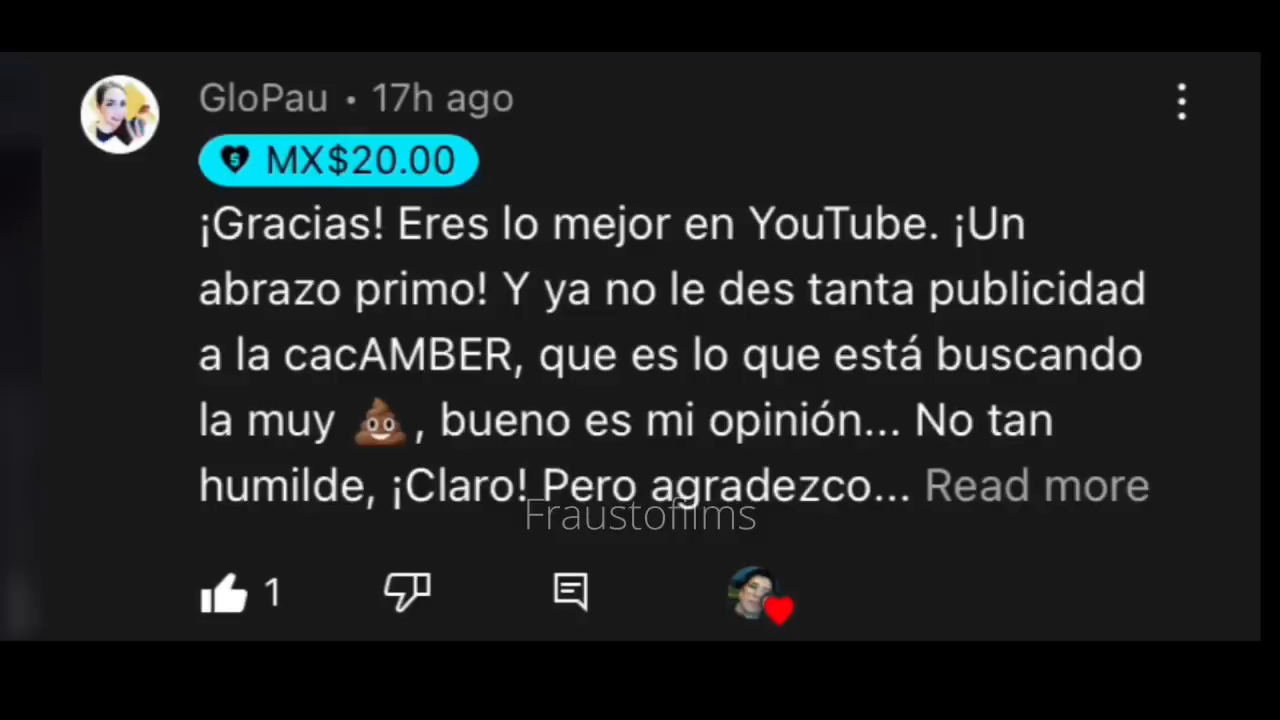 GloPau • 17h ago
MX$20.00
¡Gracias! Eres lo mejor en YouTube. ¡Un
abrazo primo! Y ya no le des tanta publicidad
a la cacAMBER, que es lo que está buscando
la muy 💩, bueno es mi opinión... No tan
humilde, ¡Claro! Pero agradezco... Read more
Fraustofilms
1